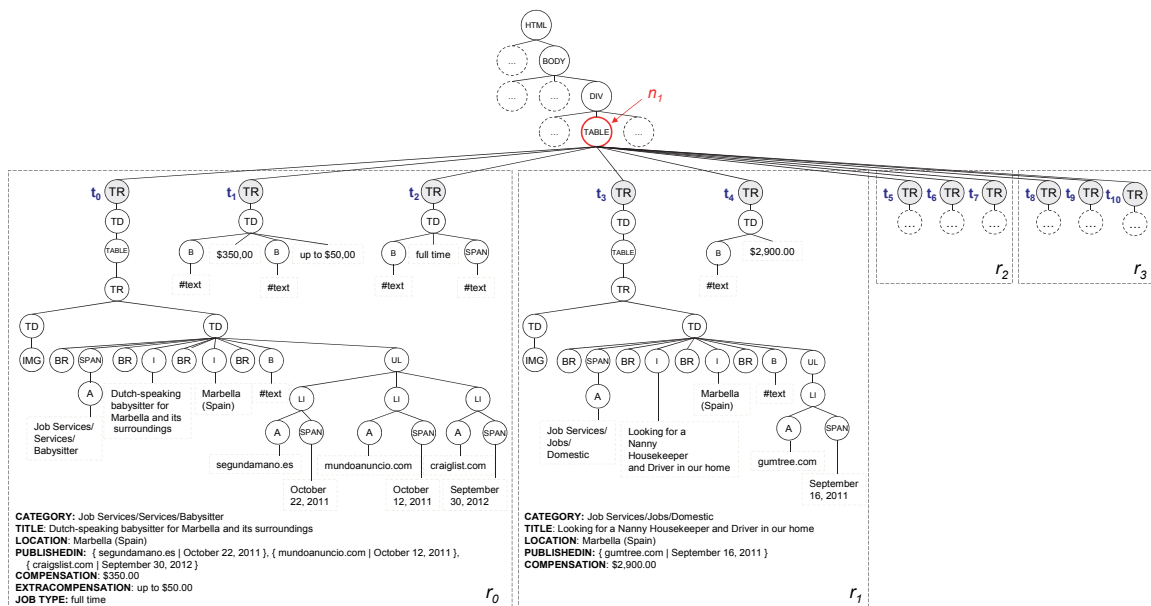 HTML
... BODY
... ... DIV
n1
... TABLE ...
t0 TR t1 TR t2 TR t3 TR t4 TR t5 TR t6 TR t7 TR t8 TR t9 TR t10 TR
TD TD TD TD TD ... ... ... ... ... ...
TABLE B $350,00 B up to $50,00 B full time SPAN TABLE B $2,900.00
r2 r3
TR #text #text #text #text TR #text
TD TD TD TD
IMG BR SPAN BR I BR I BR B UL IMG BR SPAN BR I BR I BR B UL
A Dutch-speaking
babysitter for
Marbella and its
surroundings
Marbella
(Spain)
#text
LI LI LI
A Marbella
(Spain)
#text
LI
Job Services/
Services/
Babysitter
A SPAN A SPAN A SPAN
Job Services/
Jobs/
Domestic
Looking for a
Nanny
Housekeeper
and Driver in our home
A SPAN
segundamano.es mundoanuncio.com craiglist.com
gumtree.com
October
22, 2011
October
12, 2011
September
30, 2012
September
16, 2011
CATEGORY: Job Services/Services/Babysitter
TITLE: Dutch-speaking babysitter for Marbella and its surroundings
LOCATION: Marbella (Spain)
PUBLISHEDIN: { segundamano.es | October 22, 2011 }, { mundoanuncio.com | October 12, 2011 },
{ craigslist.com | September 30, 2012 }
COMPENSATION: $350.00
EXTRACOMPENSATION: up to $50.00
JOB TYPE: full time
r0
CATEGORY: Job Services/Jobs/Domestic
TITLE: Looking for a Nanny Housekeeper and Driver in our home
LOCATION: Marbella (Spain)
PUBLISHEDIN: { gumtree.com | September 16, 2011 }
COMPENSATION: $2,900.00
r1